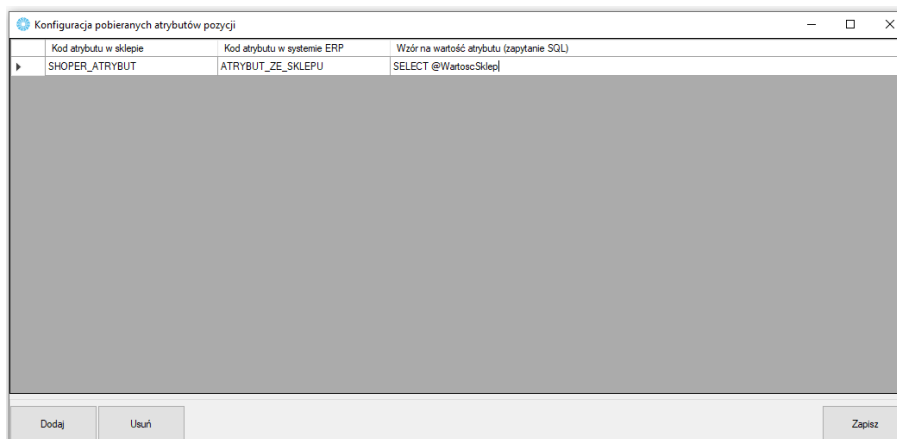 Konfiguracja pobieranych atrybutów pozycji
Kod atrybutu w sklepie Kod atrybutu w systemie ERP Wzór na wartość atrybutu (zapytanie SQL)
SHOPER_ATRYBUT ATRYBUT_ZE_SKLEPU SELECT @WartoscSklep
Dodaj Usuń Zapisz